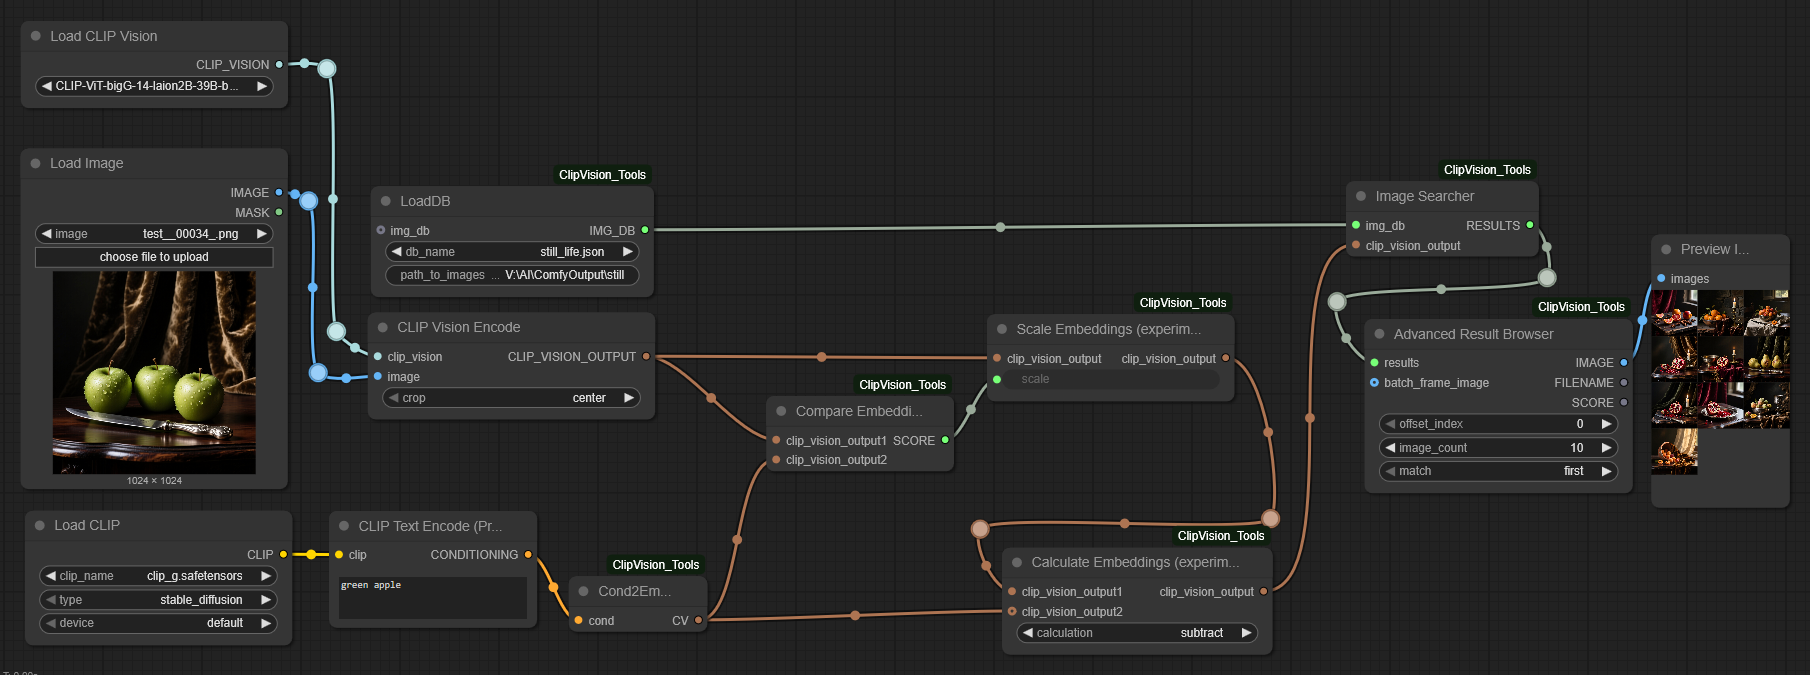 Load CLIP Vision
CLIP_VISION
CLIP-ViT-bigG-14-laion2B-39B-b...
Load Image
IMAGE
MASK
image test__00034_.png
choose file to upload
1024 × 1024
ClipVision_Tools
LoadDB
img_db IMG_DB
db_name still_life.json
path_to_images ... V:\AI\ComfyOutput\still
CLIP Vision Encode
clip_vision CLIP_VISION_OUTPUT
image
crop center
ClipVision_Tools
Compare Embeddi...
clip_vision_output1 SCORE
clip_vision_output2
ClipVision_Tools
Scale Embeddings (experim...
clip_vision_output clip_vision_output
scale
ClipVision_Tools
Image Searcher
img_db RESULTS
clip_vision_output
ClipVision_Tools
Advanced Result Browser
results IMAGE
batch_frame_image FILENAME
SCORE
offset_index 0
image_count 10
match first
Preview I...
images
Load CLIP
CLIP
clip_name clip_g.safetensors
type stable_diffusion
device default
CLIP Text Encode (Pr...
clip CONDITIONING
green apple
ClipVision_Tools
Cond2Em...
cond CV
ClipVision_Tools
Calculate Embeddings (experim...
clip_vision_output1 clip_vision_output
clip_vision_output2
calculation subtract